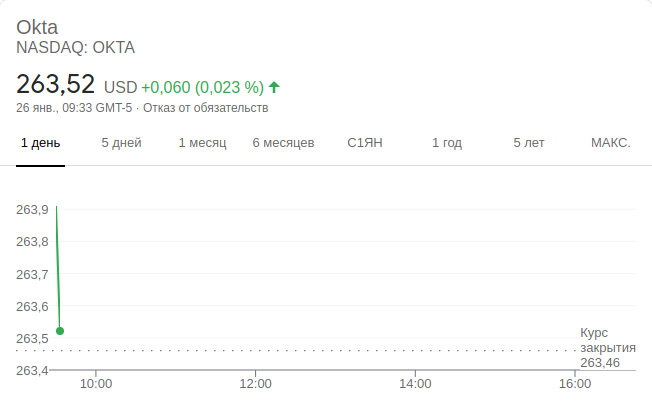 Okta
NASDAQ: OKTA
263,52 USD +0,060 (0,023 %)
26 янв., 09:33 GMT-5 · Отказ от обязательств
1 день 5 дней 1 месяц 6 месяцев С1ЯН 1 год 5 лет МАКС.
263,9
263,8
263,7
263,6
263,5
263,4
Курс
закрытия
263,46
10:00 12:00 14:00 16:00